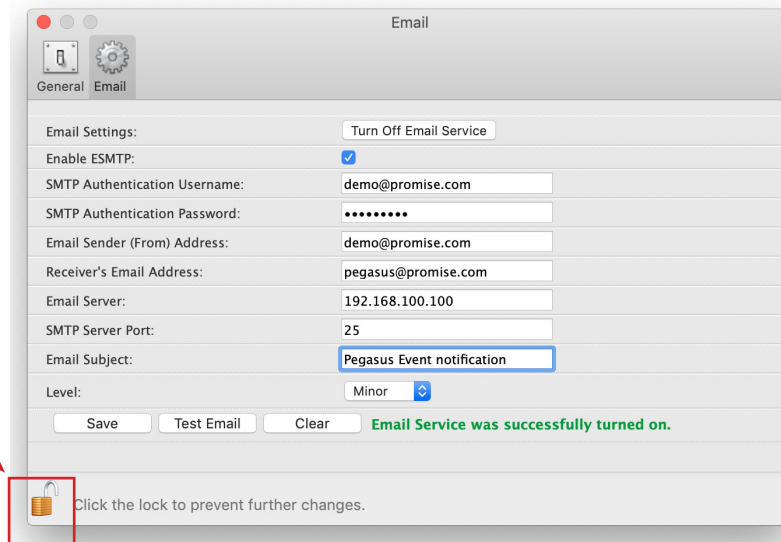 Email
General Email
Email Settings: Turn Off Email Service
Enable ESMTP:
SMTP Authentication Username: demo@promise.com
SMTP Authentication Password: •••••••••
Email Sender (From) Address: demo@promise.com
Receiver's Email Address: pegasus@promise.com
Email Server: 192.168.100.100
SMTP Server Port: 25
Email Subject: Pegasus Event notification
Level: Minor
Save Test Email Clear Email Service was successfully turned on.
Click the lock to prevent further changes.